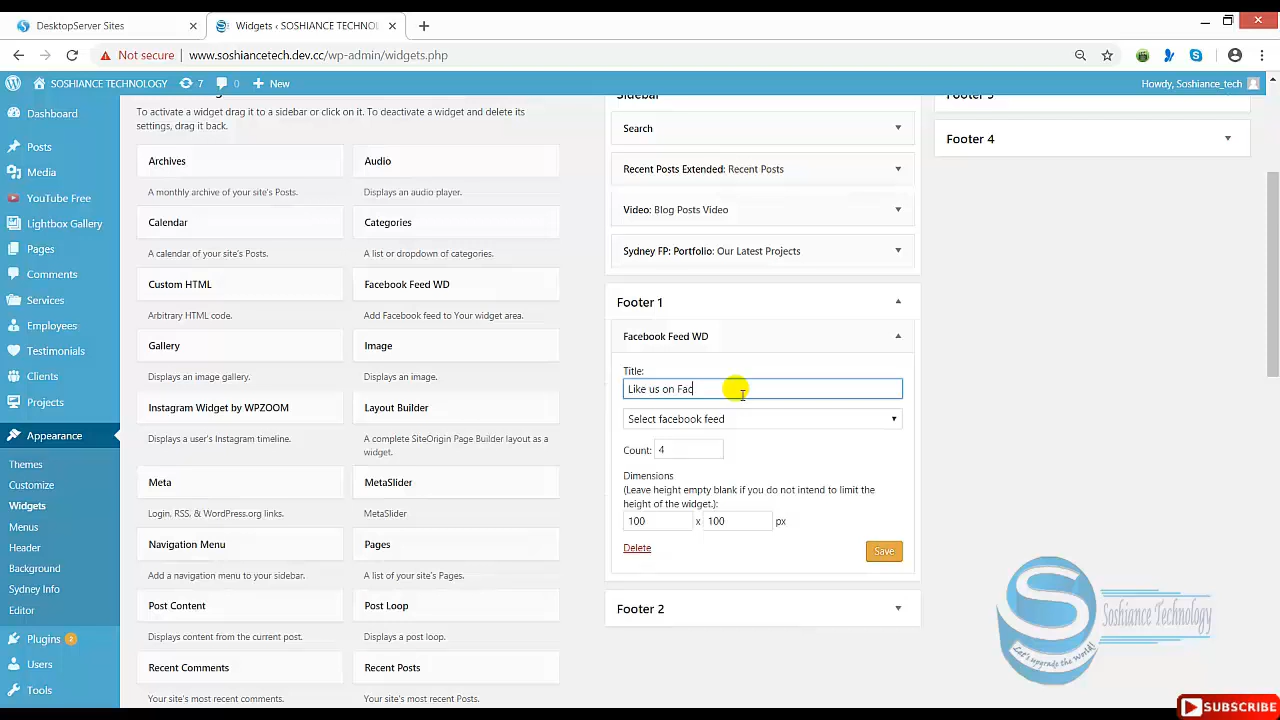 DesktopServer Sites
Widgets ‹ SOSHIANCE TECHNO
Not secure
www.soshiancetech.dev.cc/wp-admin/widgets.php
SOSHIANCE TECHNOLOGY
7
0
New
Howdy, Soshiance_tech
Dashboard
Posts
Media
YouTube Free
Lightbox Gallery
Pages
Comments
Services
Employees
Testimonials
Clients
Projects
Appearance
Themes
Customize
Widgets
Menus
Header
Background
Sydney Info
Editor
Plugins 2
Users
Tools
To activate a widget drag it to a sidebar or click on it. To deactivate a widget and delete its
settings, drag it back.
Archives
A monthly archive of your site's Posts.
Audio
Displays an audio player.
Calendar
A calendar of your site's Posts.
Categories
A list or dropdown of categories.
Custom HTML
Arbitrary HTML code.
Facebook Feed WD
Add Facebook feed to Your widget area.
Gallery
Displays an image gallery.
Image
Displays an image.
Instagram Widget by WPZOOM
Displays a user's Instagram timeline.
Layout Builder
A complete SiteOrigin Page Builder layout as a
widget.
Meta
Login, RSS, & WordPress.org links.
MetaSlider
MetaSlider
Navigation Menu
Add a navigation menu to your sidebar.
Pages
A list of your site's Pages.
Post Content
Displays content from the current post.
Post Loop
Displays a post loop.
Recent Comments
Your site's most recent comments.
Recent Posts
Your site's most recent Posts.
Sidebar
Search
Recent Posts Extended: Recent Posts
Video: Blog Posts Video
Sydney FP: Portfolio: Our Latest Projects
Footer 1
Facebook Feed WD
Title:
Like us on Fac
Select facebook feed
Count: 4
Dimensions
(Leave height empty blank if you do not intend to limit the
height of the widget.):
100 x 100 px
Delete
Save
Footer 2
Footer 3
Footer 4
S
Soshiance Technology
Let's upgrade the World!
SUBSCRIBE